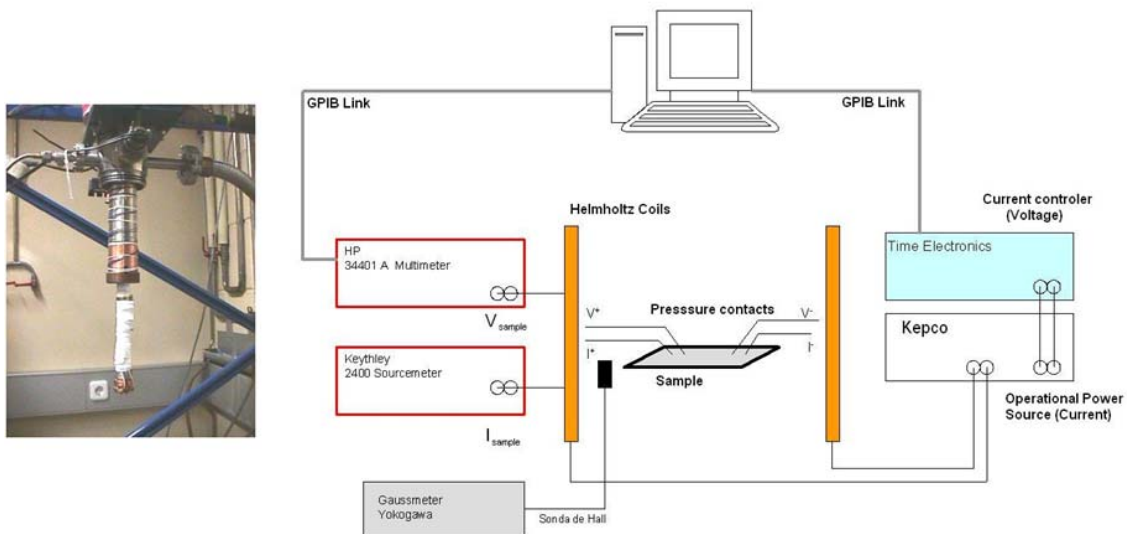 GPIB Link
GPIB Link
Helmholtz Coils
Current controler
(Voltage)
HP
34401 A Multimeter
V sample
Time Electronics
Presssure contacts
V+
V-
I+
I-
Sample
Kepco
Keythley
2400 Sourcemeter
I sample
Operational Power
Source (Current)
Gaussmeter
Yokogawa
Sonda de Hall